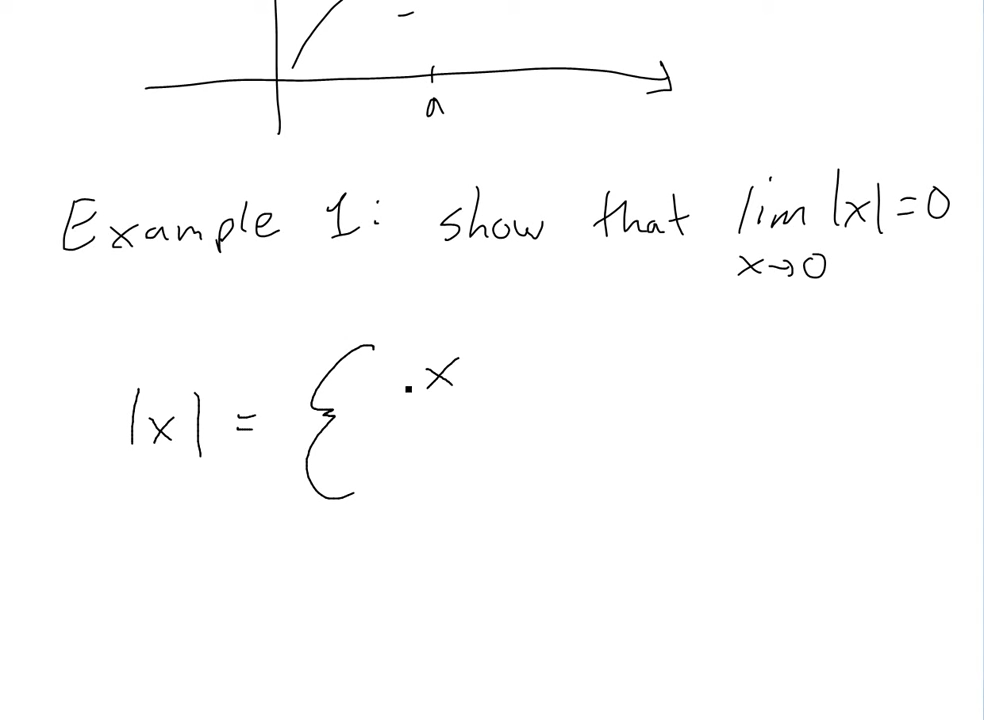 a
Example 1: show that lim |x| = 0
x→0
|x| = { x